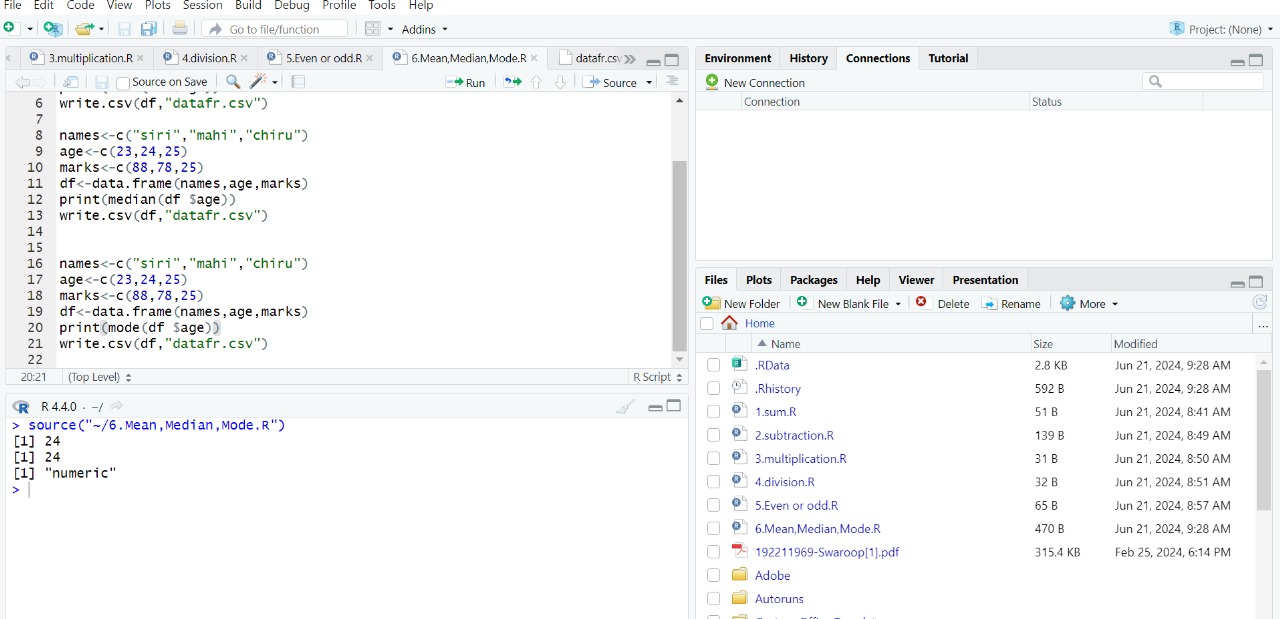 File Edit Code View Plots Session Build Debug Profile Tools Help
Go to file/function Addins Project: (None)
3.multiplication.R 4.division.R 5.Even or odd.R 6.Mean,Median,Mode.R datafr.csv
Source on Save Run Source
6 write.csv(df,"datafr.csv")
7
8 names<-c("siri","mahi","chiru")
9 age<-c(23,24,25)
10 marks<-c(88,78,25)
11 df<-data.frame(names,age,marks)
12 print(median(df $age))
13 write.csv(df,"datafr.csv")
14
15
16 names<-c("siri","mahi","chiru")
17 age<-c(23,24,25)
18 marks<-c(88,78,25)
19 df<-data.frame(names,age,marks)
20 print(mode(df $age))
21 write.csv(df,"datafr.csv")
22
20:21 (Top Level) R Script
R R 4.4.0 · ~/
> source("~/6.Mean,Median,Mode.R")
[1] 24
[1] 24
[1] "numeric"
>
Environment History Connections Tutorial
New Connection
Connection Status
Files Plots Packages Help Viewer Presentation
New Folder New Blank File Delete Rename More
Home ...
Name Size Modified
.RData 2.8 KB Jun 21, 2024, 9:28 AM
.Rhistory 592 B Jun 21, 2024, 9:28 AM
1.sum.R 51 B Jun 21, 2024, 8:41 AM
2.subtraction.R 139 B Jun 21, 2024, 8:49 AM
3.multiplication.R 31 B Jun 21, 2024, 8:50 AM
4.division.R 32 B Jun 21, 2024, 8:51 AM
5.Even or odd.R 65 B Jun 21, 2024, 8:57 AM
6.Mean,Median,Mode.R 470 B Jun 21, 2024, 9:28 AM
192211969-Swaroop[1].pdf 315.4 KB Feb 25, 2024, 6:14 PM
Adobe
Autoruns